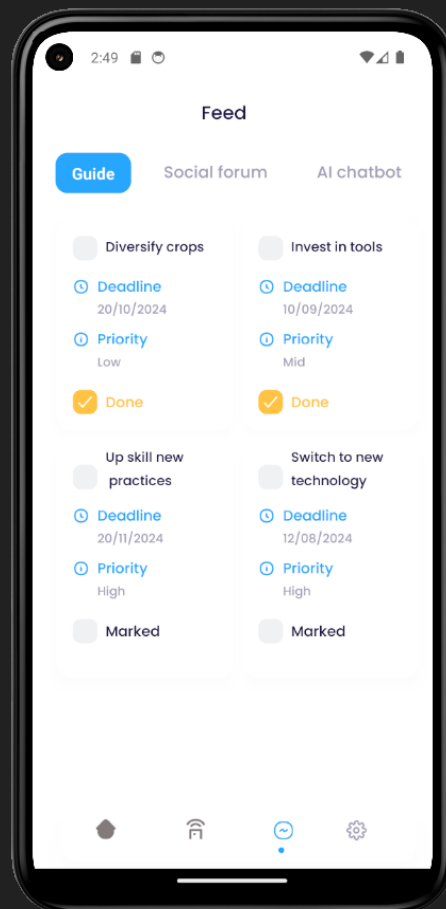 2:49
Feed
Guide
Social forum
AI chatbot
Diversify crops
Deadline
20/10/2024
Priority
Low
Done
Invest in tools
Deadline
10/09/2024
Priority
Mid
Done
Up skill new
practices
Deadline
20/11/2024
Priority
High
Marked
Switch to new
technology
Deadline
12/08/2024
Priority
High
Marked